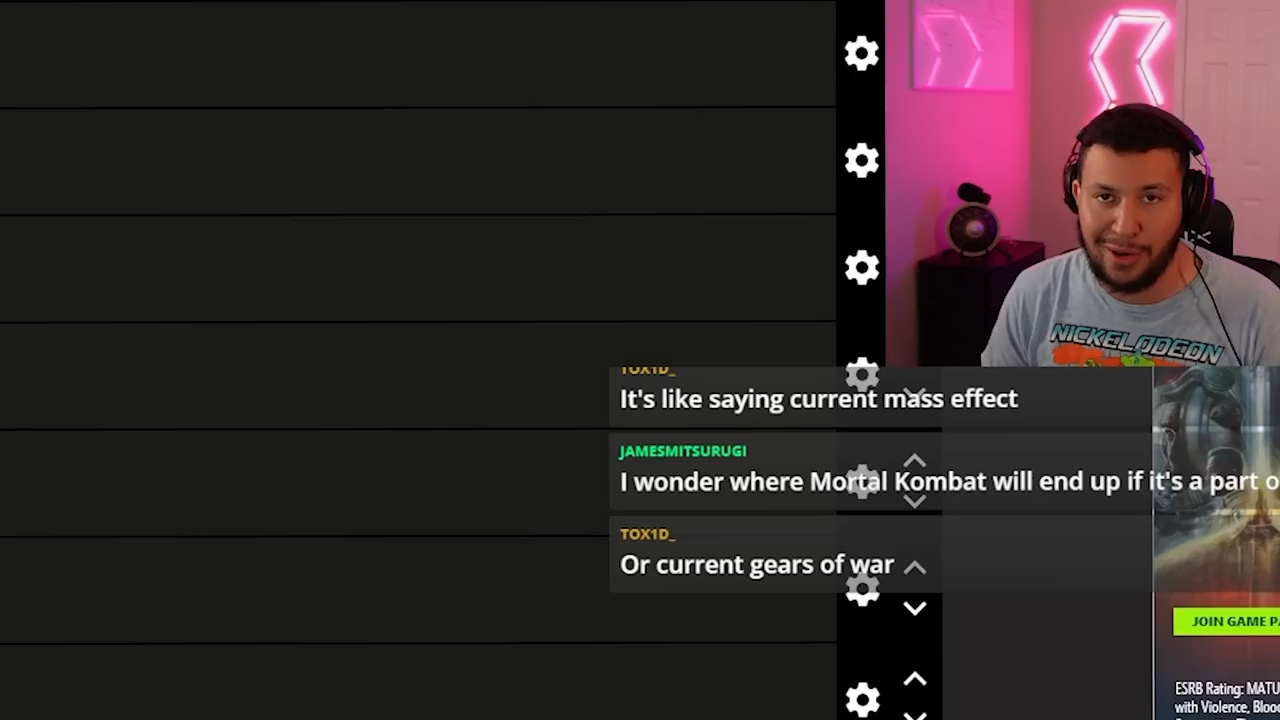 NICKELODEON
TOX1D_
It's like saying current mass effect
JAMESMITSURUGI
I wonder where Mortal Kombat will end up if it's a part o
TOX1D_
Or current gears of war
JOIN GAME PA
ESRB Rating: MATU
with Violence, Blood